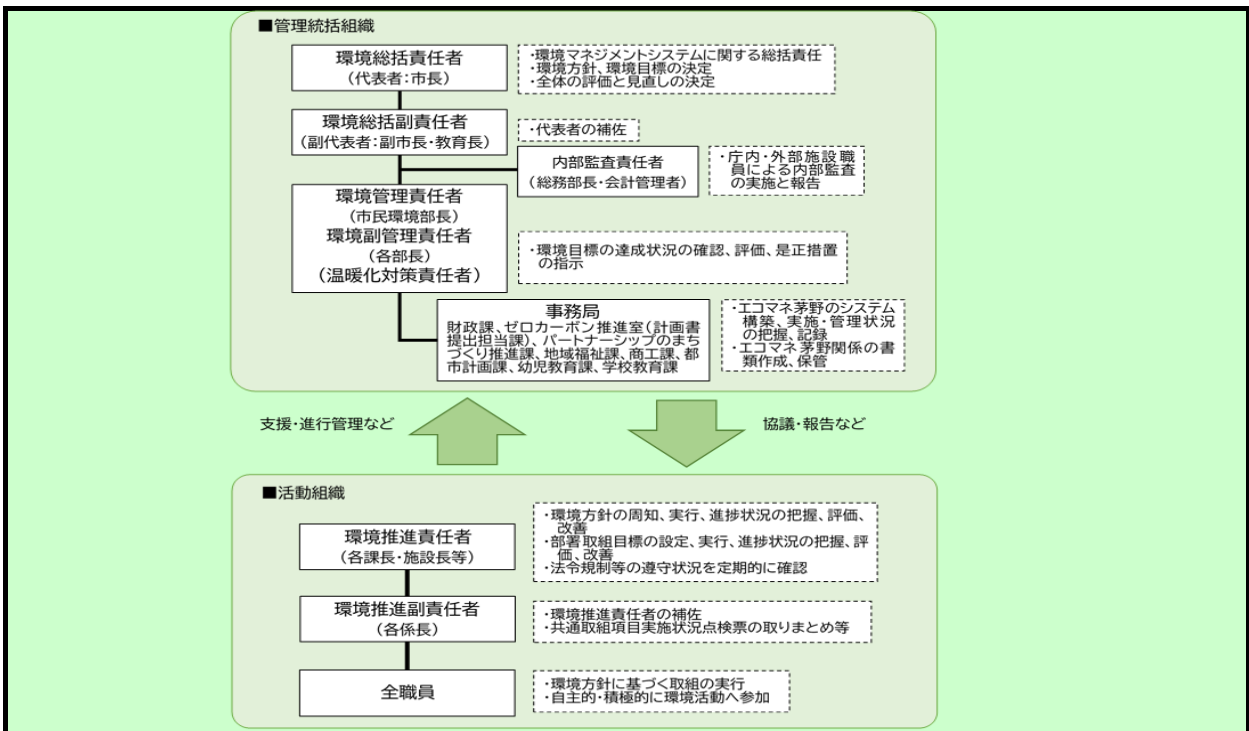 ■管理統括組織
環境総括責任者
（代表者：市長）
・環境マネジメントシステムに関する総括責任
・環境方針、環境目標の決定
・全体の評価と見直しの決定
環境総括副責任者
（副代表者：副市長・教育長）
・代表者の補佐
内部監査責任者
（総務部長・会計管理者）
・庁内・外部施設職
員による内部監査
の実施と報告
環境管理責任者
（市民環境部長）
環境副管理責任者
（各部長）
（温暖化対策責任者）
・環境目標の達成状況の確認、評価、是正措置
の指示
事務局
財政課、ゼロカーボン推進室（計画書
提出担当課）、パートナーシップのまち
づくり推進課、地域福祉課、商工課、都
市計画課、幼児教育課、学校教育課
・エコマネ茅野のシステム
構築、実施・管理状況
の把握、記録
・エコマネ茅野関係の書
類作成、保管
支援・進行管理など
協議・報告など
■活動組織
環境推進責任者
（各課長・施設長等）
・環境方針の周知、実行、進捗状況の把握、評価、
改善
・部署取組目標の設定、実行、進捗状況の把握、評
価、改善
・法令規制等の遵守状況を定期的に確認
環境推進副責任者
（各係長）
・環境推進責任者の補佐
・共通取組項目実施状況点検票の取りまとめ等
全職員
・環境方針に基づく取組の実行
・自主的・積極的に環境活動へ参加